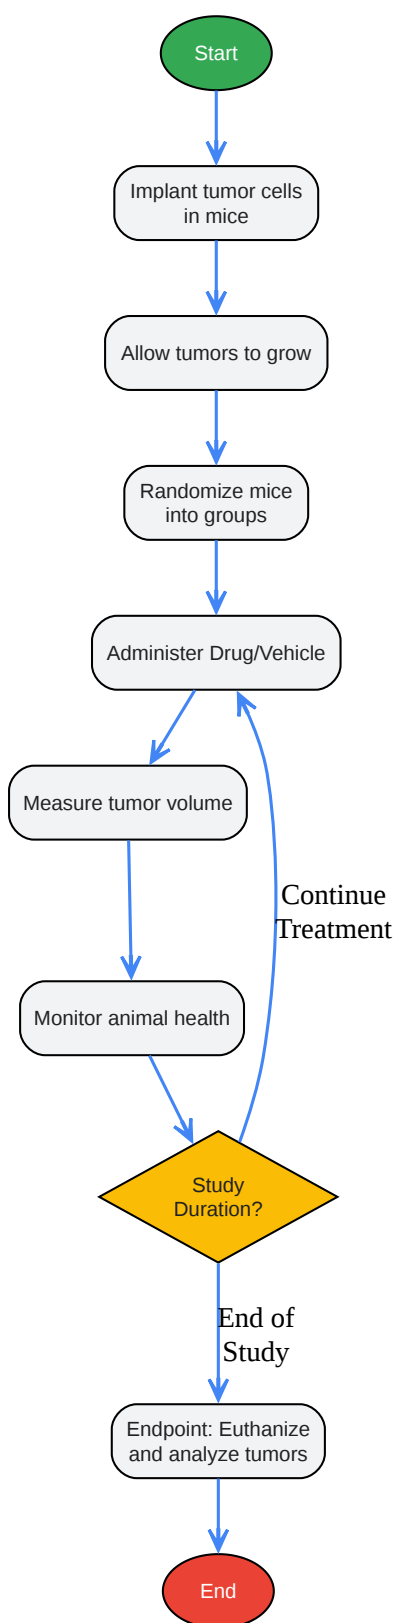 Start
Implant tumor cells
in mice
Allow tumors to grow
Randomize mice
into groups
Administer Drug/Vehicle
Measure tumor volume
Continue
Treatment
Monitor animal health
Study
Duration?
End of
Study
Endpoint: Euthanize
and analyze tumors
End